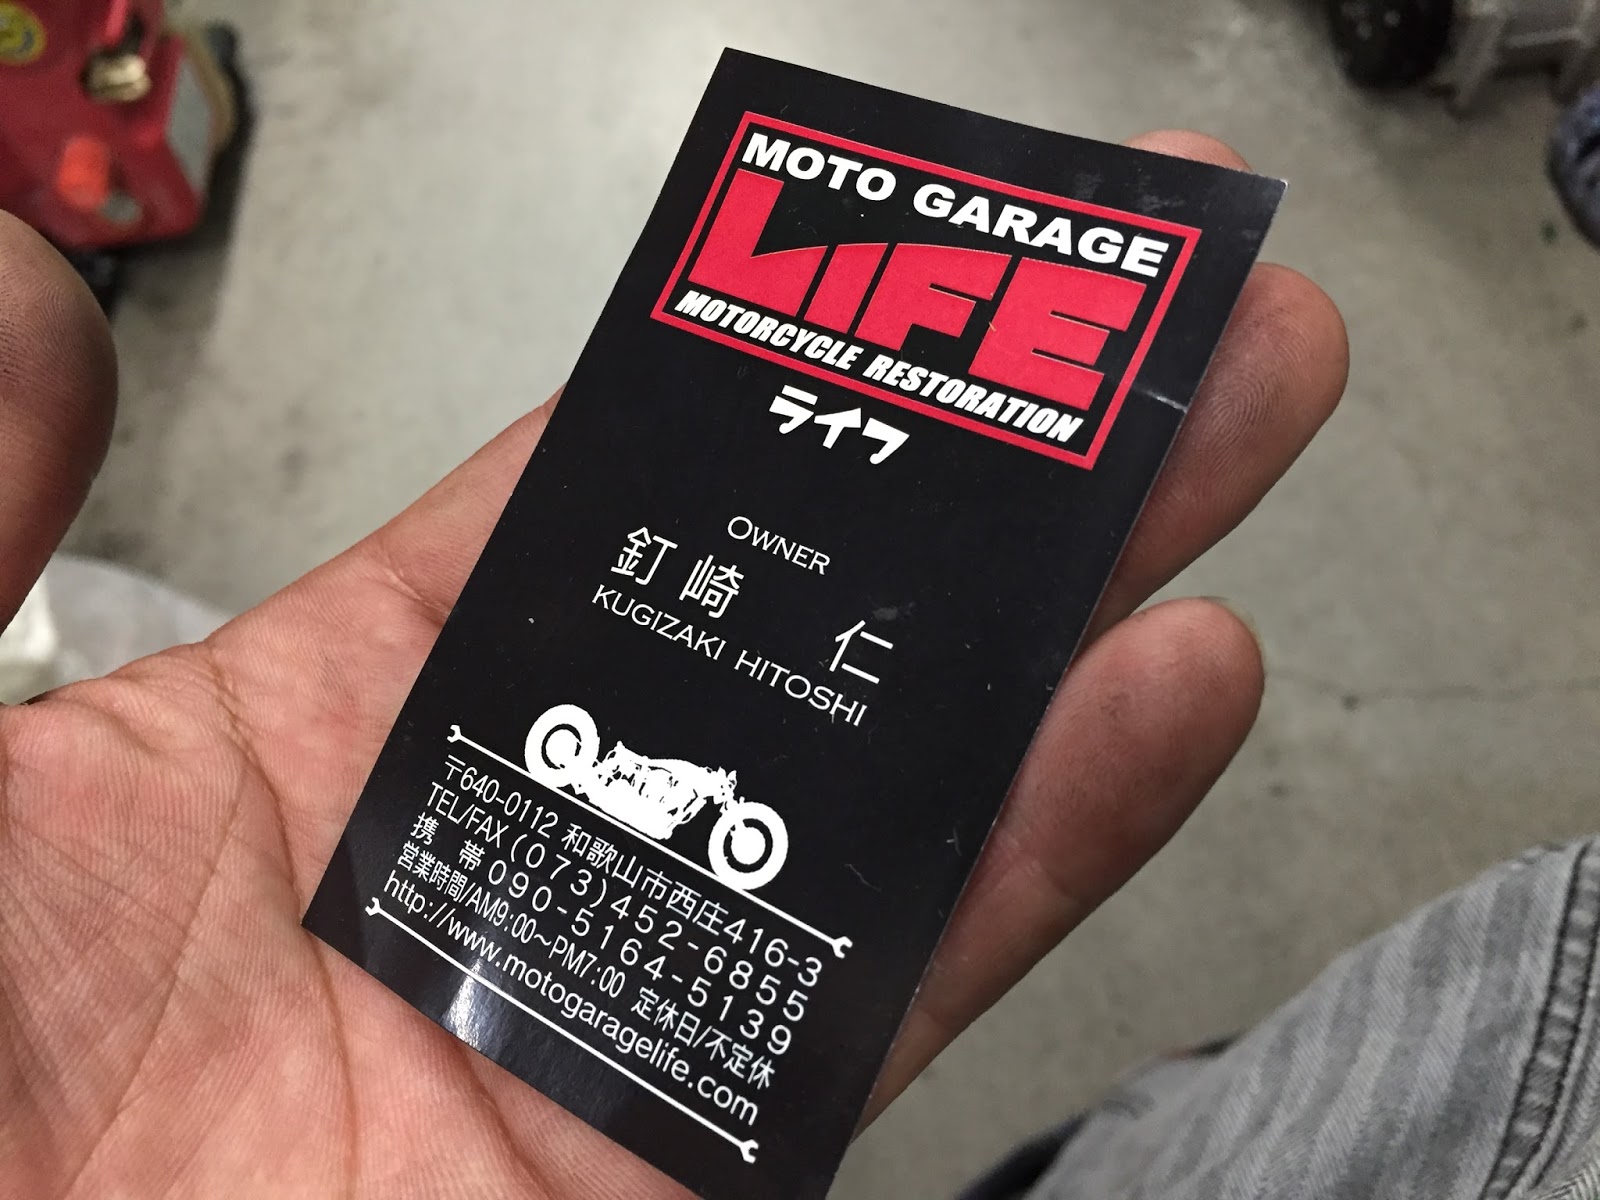 MOTO GARAGE
LIFE
MOTORCYCLE RESTORATION
ライフ
OWNER
釘崎 仁
KUGIZAKI HITOSHI
〒640-0112 和歌山市西庄416-3
TEL/FAX(073)452-6855
携 帯 090-5164-5139
営業時間/AM9:00~PM7:00 定休日/不定休
http://www.motogaragelife.com